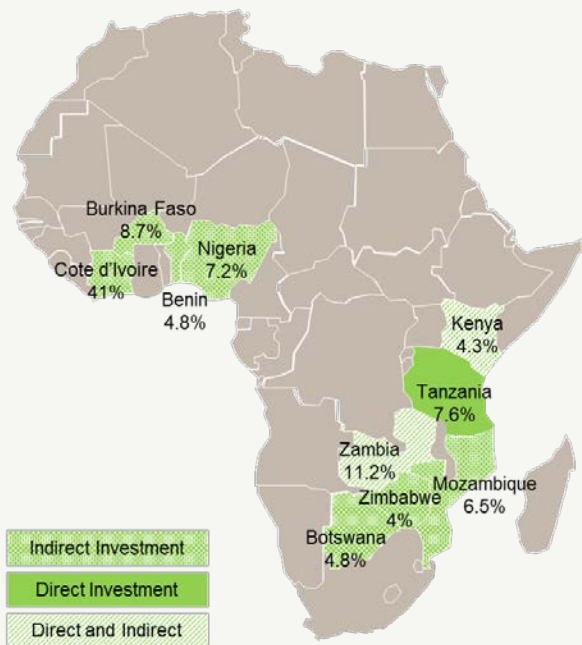 Burkina Faso
8.7%
Nigeria
7.2%
Cote d'Ivoire
41%
Benin
4.8%
Kenya
4.3%
Tanzania
7.6%
Zambia
11.2%
Mozambique
6.5%
Zimbabwe
4%
Botswana
4.8%
Indirect Investment
Direct Investment
Direct and Indirect